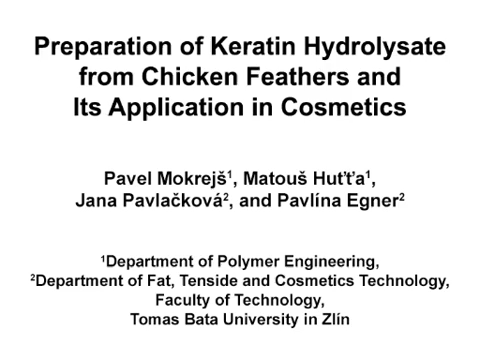 Preparation of Keratin Hydrolysate
from Chicken Feathers and
Its Application in Cosmetics
Pavel Mokrejš¹, Matouš Huťťa¹,
Jana Pavlačková², and Pavlína Egner²
¹Department of Polymer Engineering,
²Department of Fat, Tenside and Cosmetics Technology,
Faculty of Technology,
Tomas Bata University in Zlín